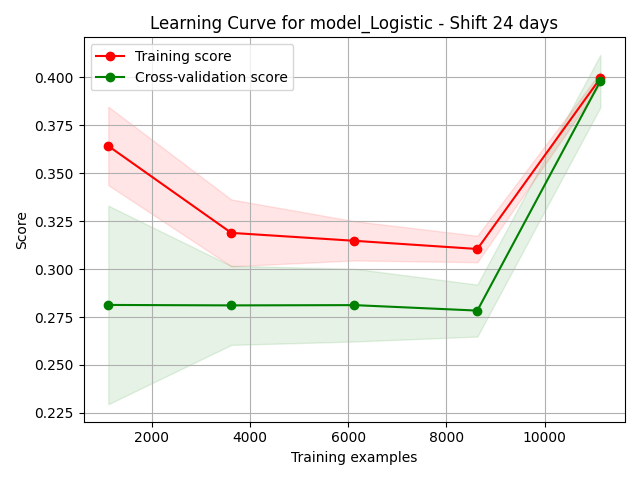 Learning Curve for model_Logistic - Shift 24 days
Training score
Cross-validation score
Score
0.400
0.375
0.350
0.325
0.300
0.275
0.250
0.225
2000 4000 6000 8000 10000
Training examples